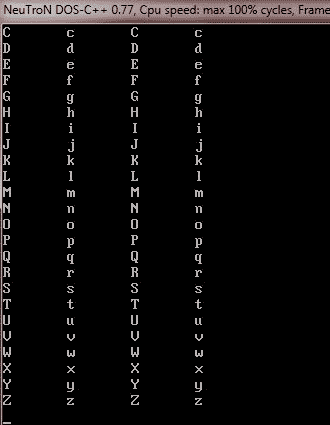 NeuTroN DOS-C++ 0.77, Cpu speed: max 100% cycles, Frame
C c C c
D d D d
E e E e
F f F f
G g G g
H h H h
I i I i
J j J j
K k K k
L l L l
M m M m
N n N n
O o O o
P p P p
Q q Q q
R r R r
S s S s
T t T t
U u U u
V v V v
W w W w
X x X x
Y y Y y
Z z Z z
_